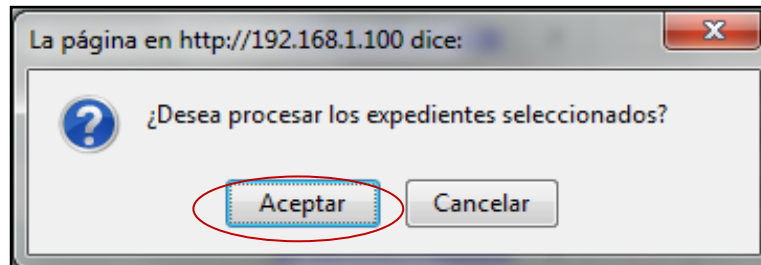 La página en http://192.168.1.100 dice:
¿Desea procesar los expedientes seleccionados?
Aceptar
Cancelar